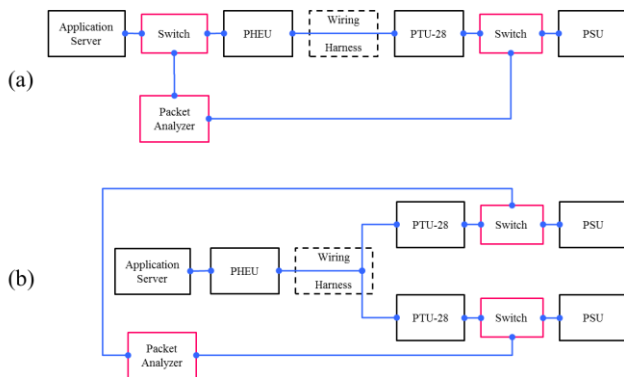 Application
Server
Switch
PHEU
Wiring
Harness
PTU-28
Switch
PSU
(a)
Packet
Analyzer
PTU-28
Switch
PSU
(b)
Application
Server
PHEU
Wiring
Harness
PTU-28
Switch
PSU
Packet
Analyzer